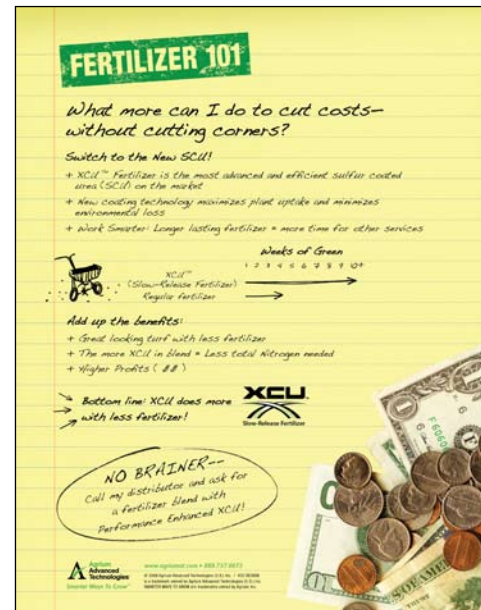 FERTILIZER 101
What more can I do to cut costs—
without cutting corners?
Switch to the New SCU!
+ XCU™ Fertilizer is the most advanced and efficient sulfur coated
urea (SCU) on the market
+ New coating technology maximizes plant uptake and minimizes
environmental loss
+ Work Smarter: Longer lasting fertilizer = more time for other services
Weeks of Green
1 2 3 4 5 6 7 8 9 10+
XCU™
(Slow-Release Fertilizer)
Regular fertilizer
Add up the benefits:
+ Great looking turf with less fertilizer
+ The more XCU in blend = Less total Nitrogen needed
+ Higher Profits ( $$ )
Bottom line: XCU does more
with less fertilizer!
XCU
Slow-Release Fertilizer
NO BRAINER--
Call my distributor and ask for
a fertilizer blend with
Performance Enhanced XCU!
Agrium
Advanced
Technologies
Smarter Ways To Grow
www.agriumat.com • 888.757.0072